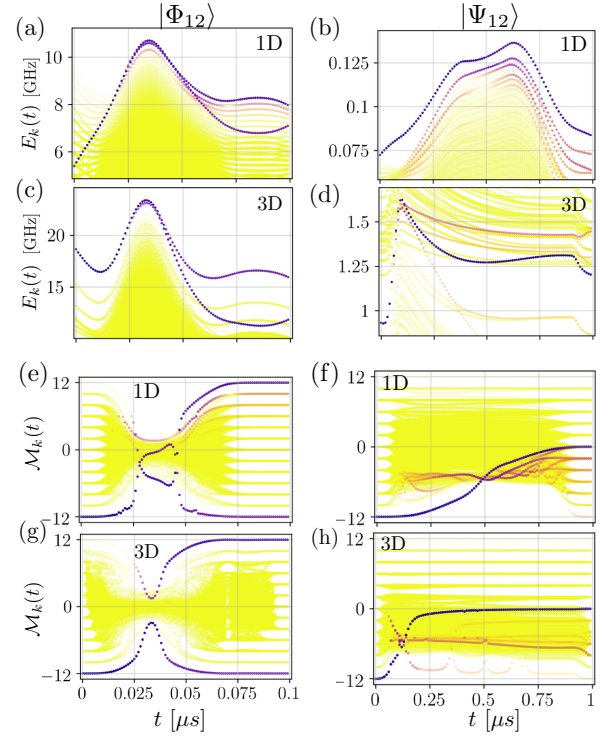 |Φ₁₂⟩ |Ψ₁₂⟩
(a) 1D (b) 1D
E_k(t) [GHz]
10
8
6
0.125
0.1
0.075
E_k(t) [GHz]
(c) 3D (d) 3D
E_k(t) [GHz]
20
15
1.5
1.25
1
(e) 1D (f)
M_k(t)
12
0
−12
12
0
−12
(g) 3D (h) 3D
M_k(t)
12
0
−12
12
0
−12
0 0.025 0.05 0.075 0.1 0 0.25 0.5 0.75 1
t [μs] t [μs]